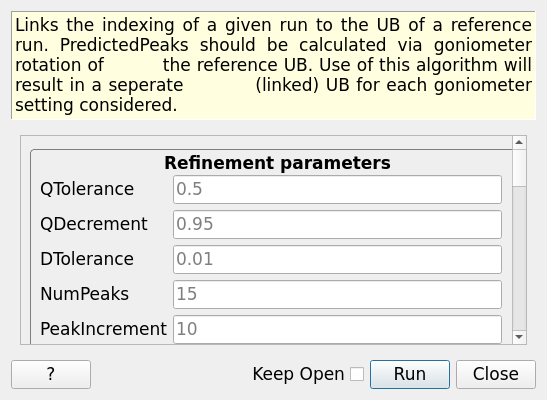 Links the indexing of a given run to the UB of a reference
run. PredictedPeaks should be calculated via goniometer
rotation of the reference UB. Use of this algorithm will
result in a seperate (linked) UB for each goniometer
setting considered.
Refinement parameters
QTolerance 0.5
QDecrement 0.95
DTolerance 0.01
NumPeaks 15
PeakIncrement 10
? Keep Open Run Close